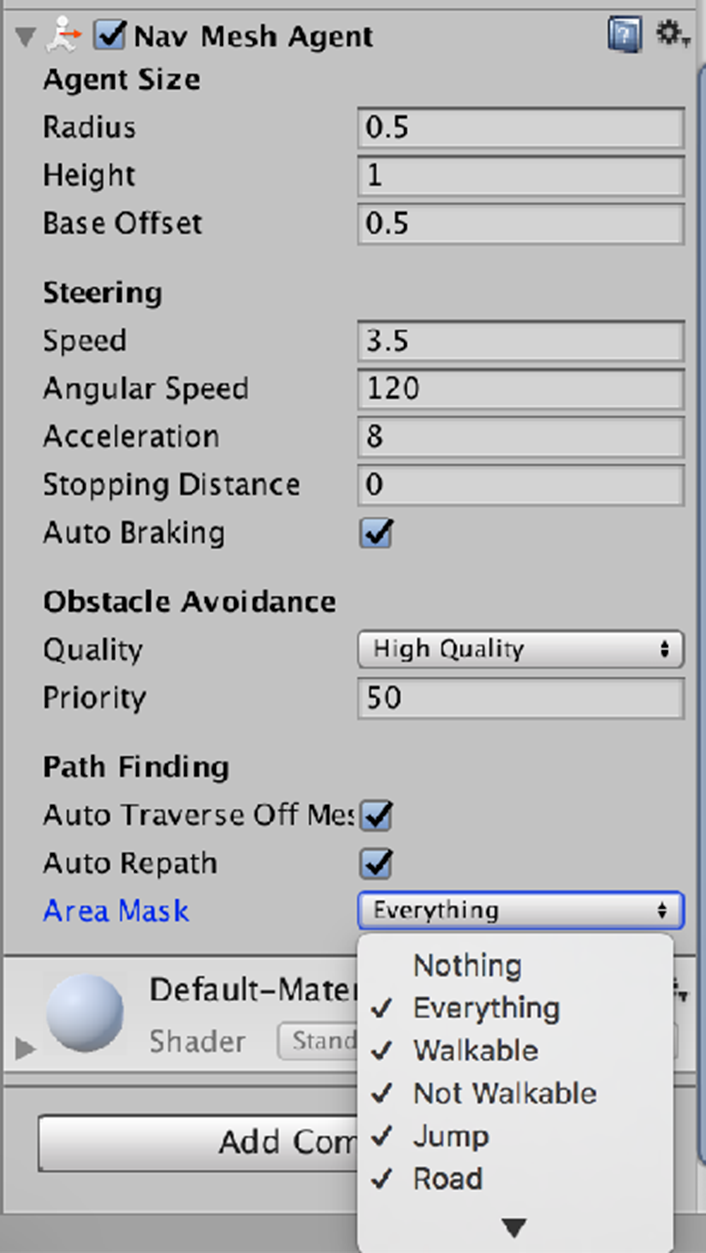 Nav Mesh Agent
Agent Size
Radius 0.5
Height 1
Base Offset 0.5
Steering
Speed 3.5
Angular Speed 120
Acceleration 8
Stopping Distance 0
Auto Braking
Obstacle Avoidance
Quality High Quality
Priority 50
Path Finding
Auto Traverse Off Mes
Auto Repath
Area Mask Everything
Nothing
Default-Mater
Everything
Shader Stand
Walkable
Not Walkable
Add Com
Jump
Road